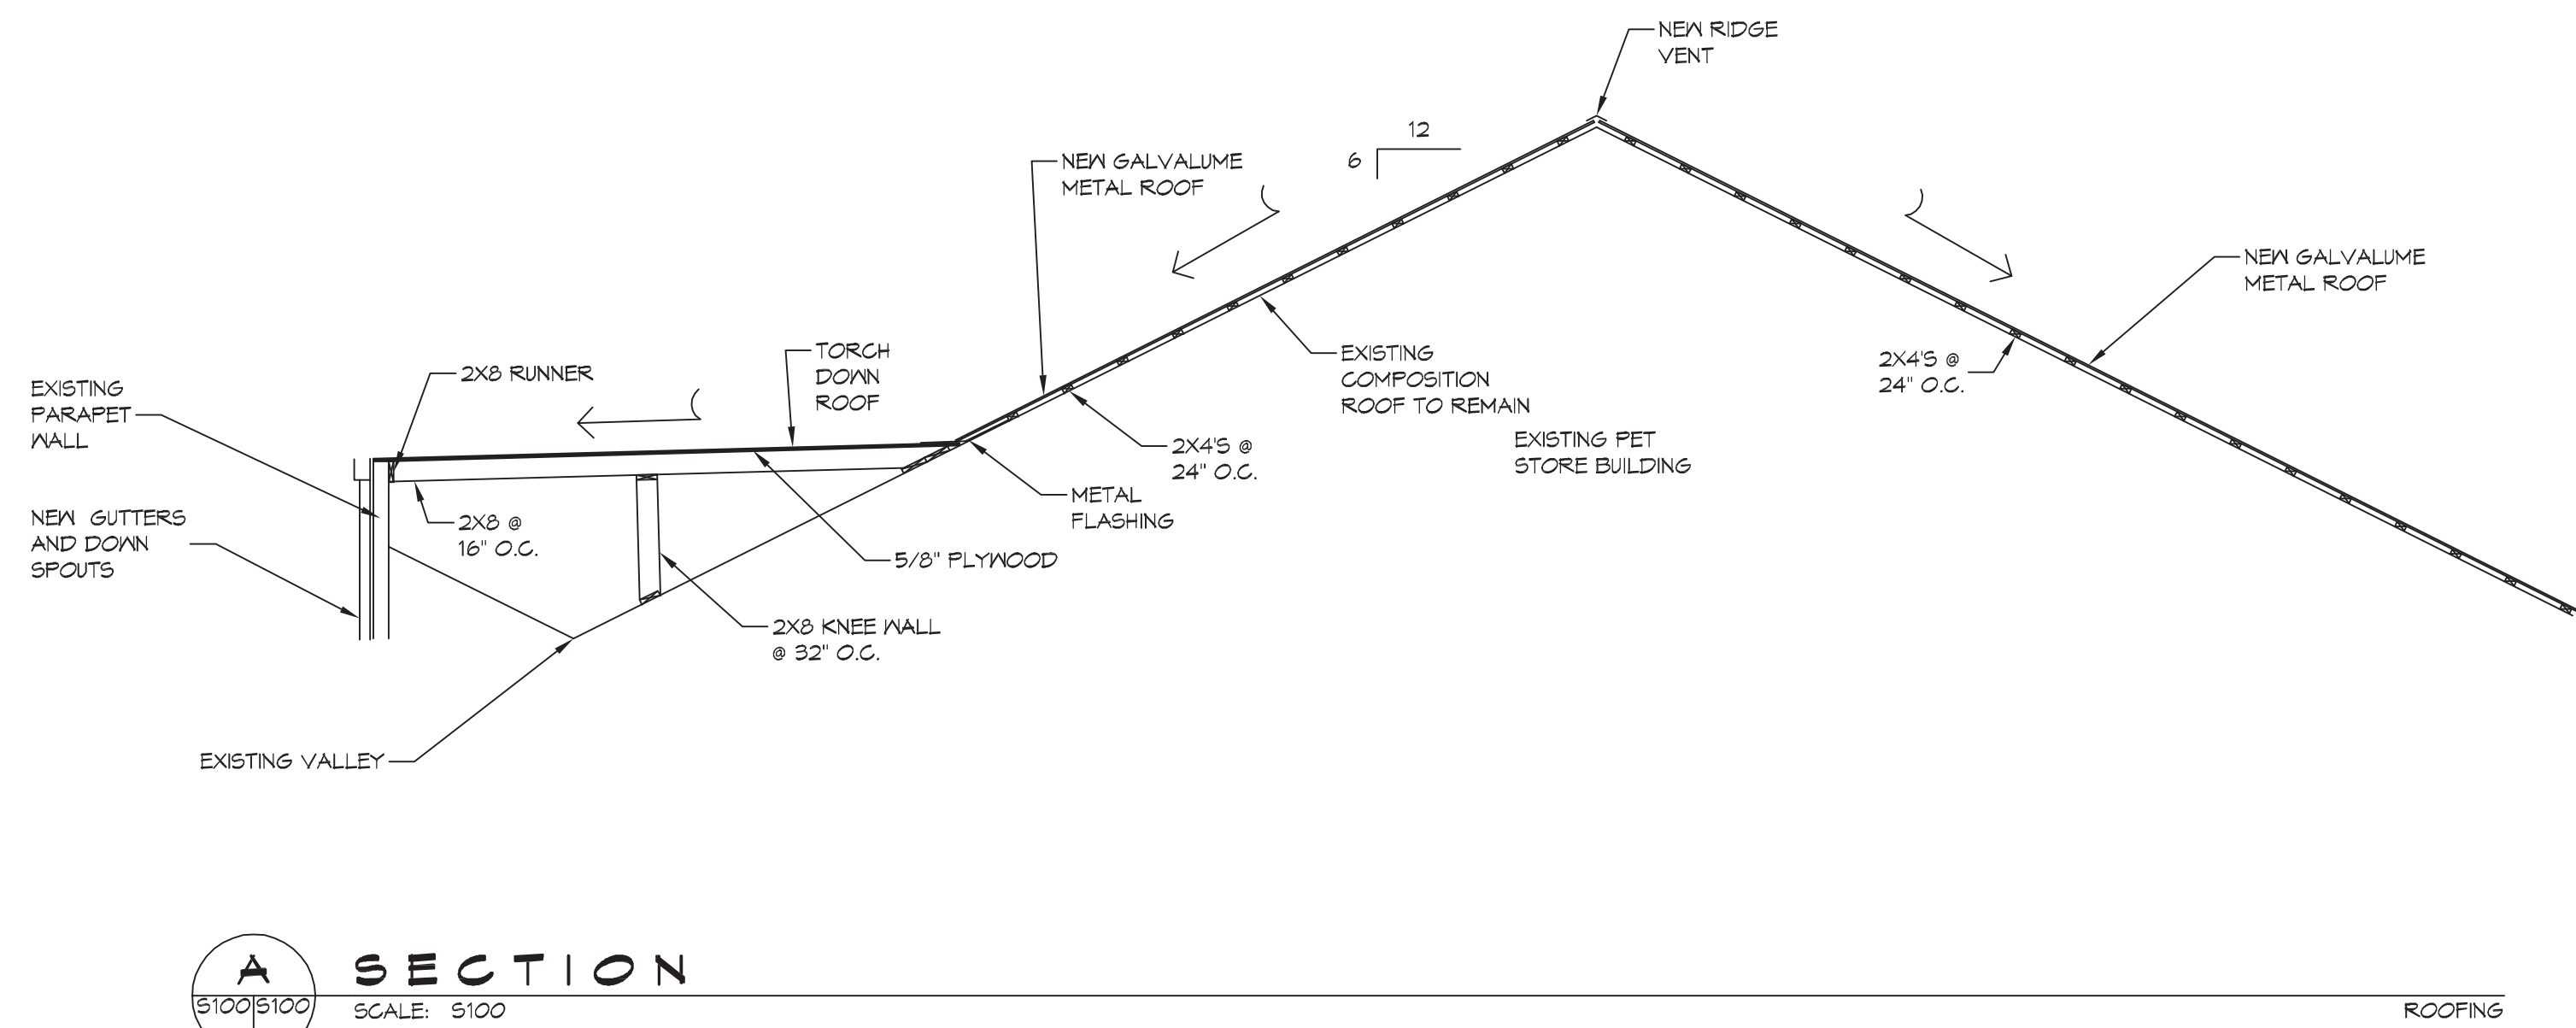 NEW RIDGE
VENT
12
6
NEW GALVALUME
METAL ROOF
NEW GALVALUME
METAL ROOF
TORCH
DOWN
ROOF
2X8 RUNNER
EXISTING
PARAPET
WALL
EXISTING
COMPOSITION
ROOF TO REMAIN
2X4'S @
24" O.C.
EXISTING PET
STORE BUILDING
2X4'S @
24" O.C.
METAL
FLASHING
NEW GUTTERS
AND DOWN
SPOUTS
2X8 @
16" O.C.
5/8" PLYWOOD
2X8 KNEE WALL
@ 32" O.C.
EXISTING VALLEY
A
SECTION
S100 S100
SCALE: S100
ROOFING